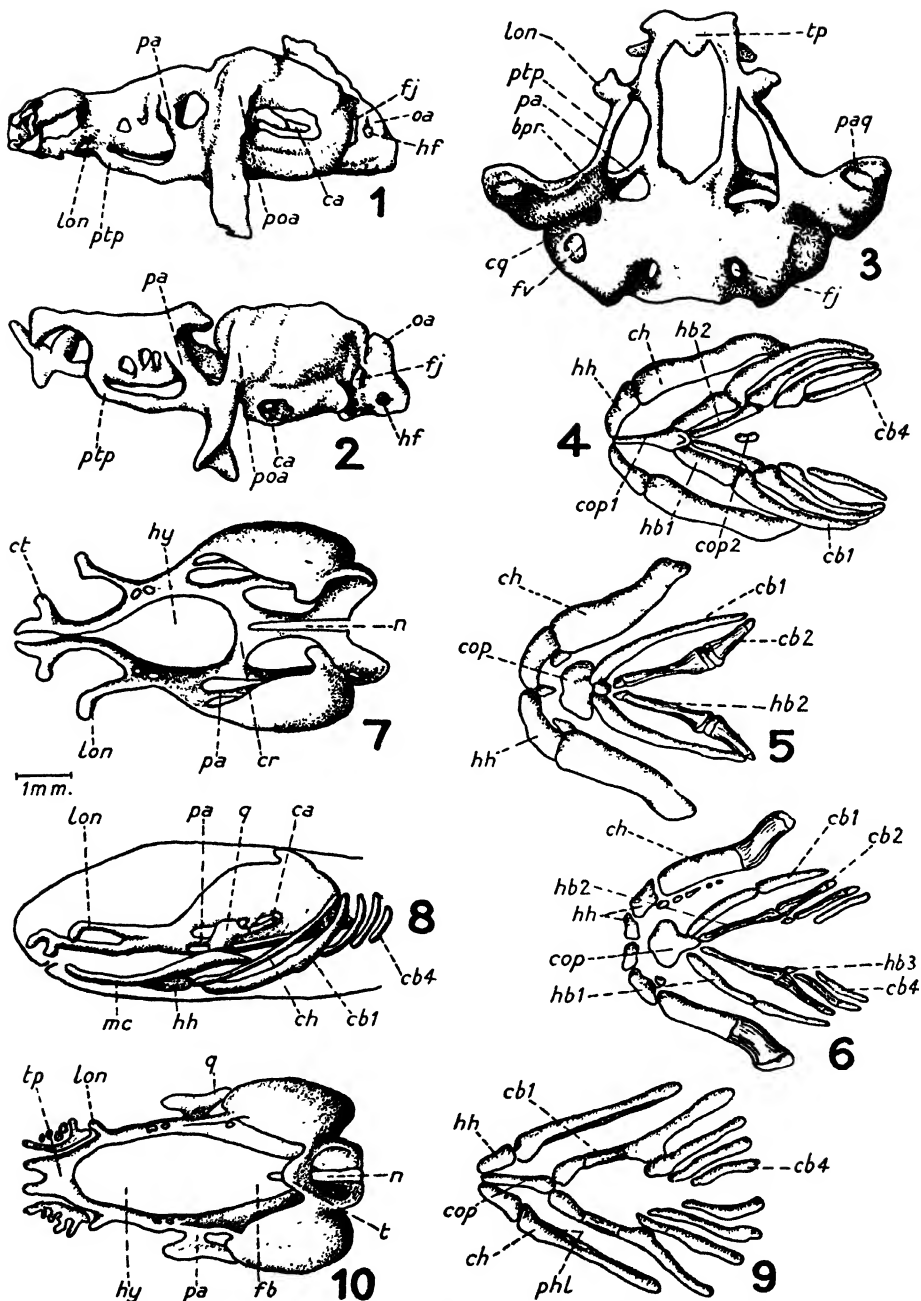 pa
fj
oa
hf
lon
ptp
poa
ca
1
pa
oa
fj
hf
ptp
ca
poa
2
lon
tp
ptp
pa
bpr
paq
cq
fv
fj
3
ch
hb2
hh
cb4
4
cop1
hb1
cop2
cb1
ct
hy
n
lon
pa
cr
7
1mm.
ch
cb1
cb2
cop
hb2
hh
5
lon
pa
q
ca
cb4
mc
hh
ch
cb1
8
ch
cb1
cb2
hb2
hh
cop
hb3
hb1
cb4
6
tp
lon
q
n
t
hy
pa
fb
10
cb1
hh
cb4
cop
ch
phl
9